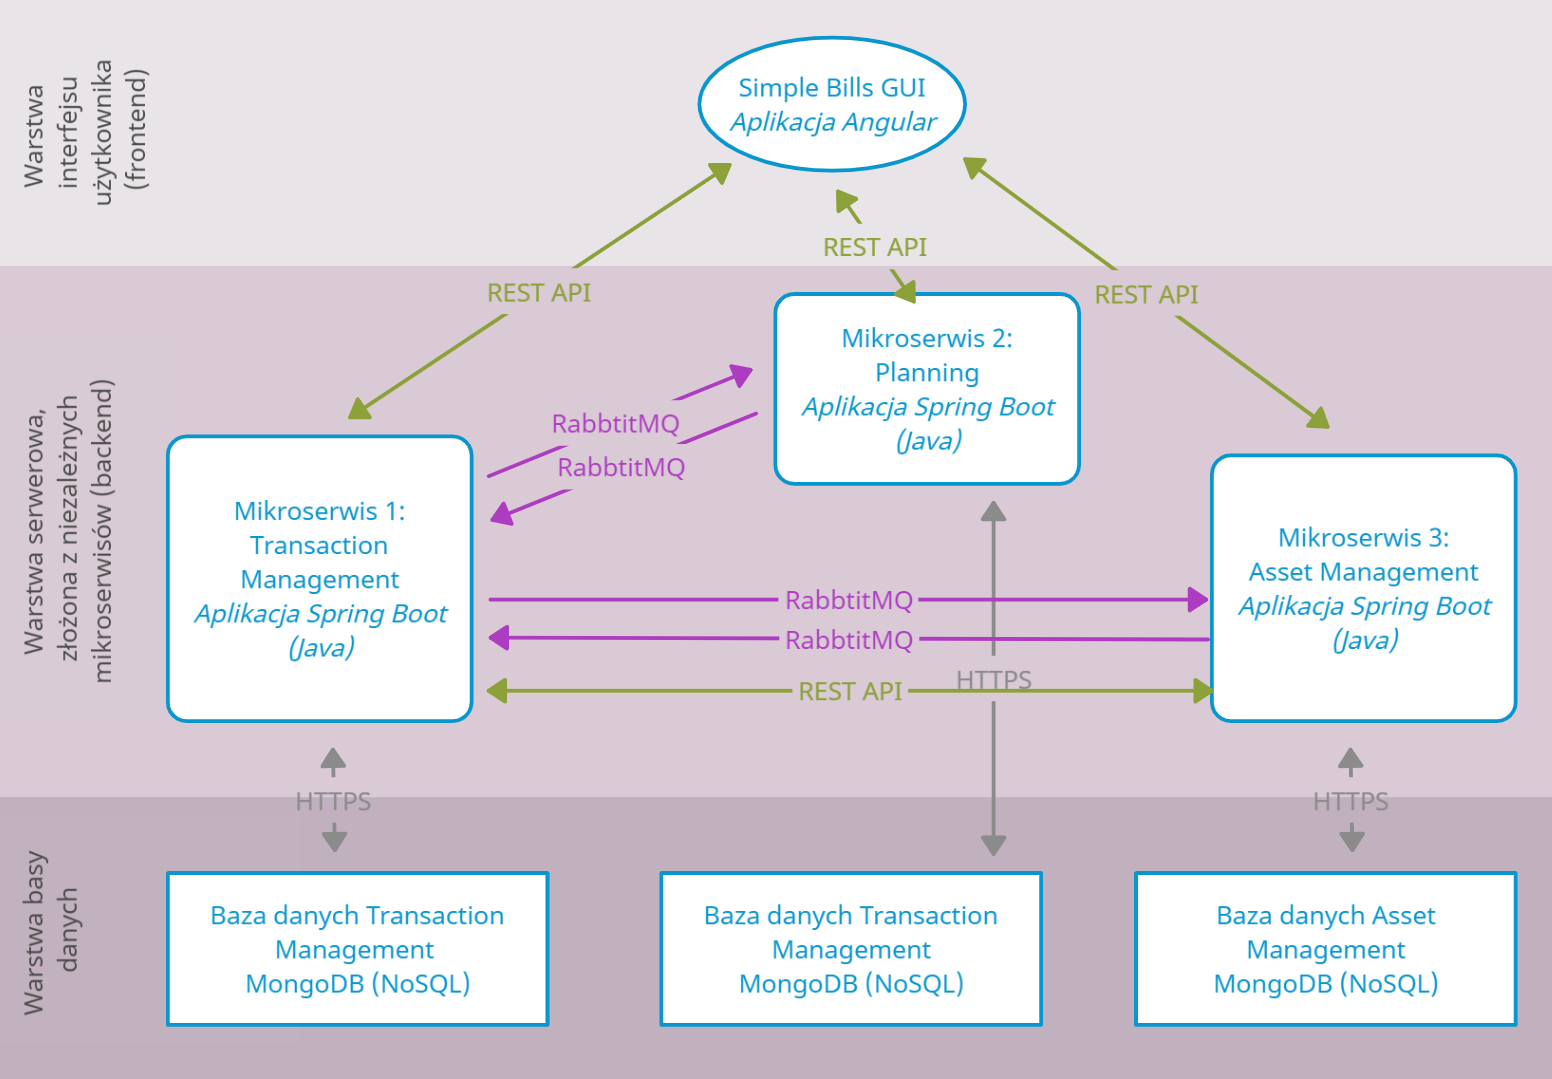 Warstwa
interfejsu
użytkownika
(frontend)
Simple Bills GUI
Aplikacja Angular
REST API
REST API
REST API
Warstwa serwerowa,
złożona z niezależnych
mikroserwisów (backend)
Mikroserwis 2:
Planning
Aplikacja Spring Boot
(Java)
RabbtitMQ
RabbtitMQ
Mikroserwis 1:
Transaction
Management
Aplikacja Spring Boot
(Java)
Mikroserwis 3:
Asset Management
Aplikacja Spring Boot
(Java)
RabbtitMQ
RabbtitMQ
REST API
HTTPS
HTTPS
HTTPS
Warstwa basy
danych
Baza danych Transaction
Management
MongoDB (NoSQL)
Baza danych Transaction
Management
MongoDB (NoSQL)
Baza danych Asset
Management
MongoDB (NoSQL)